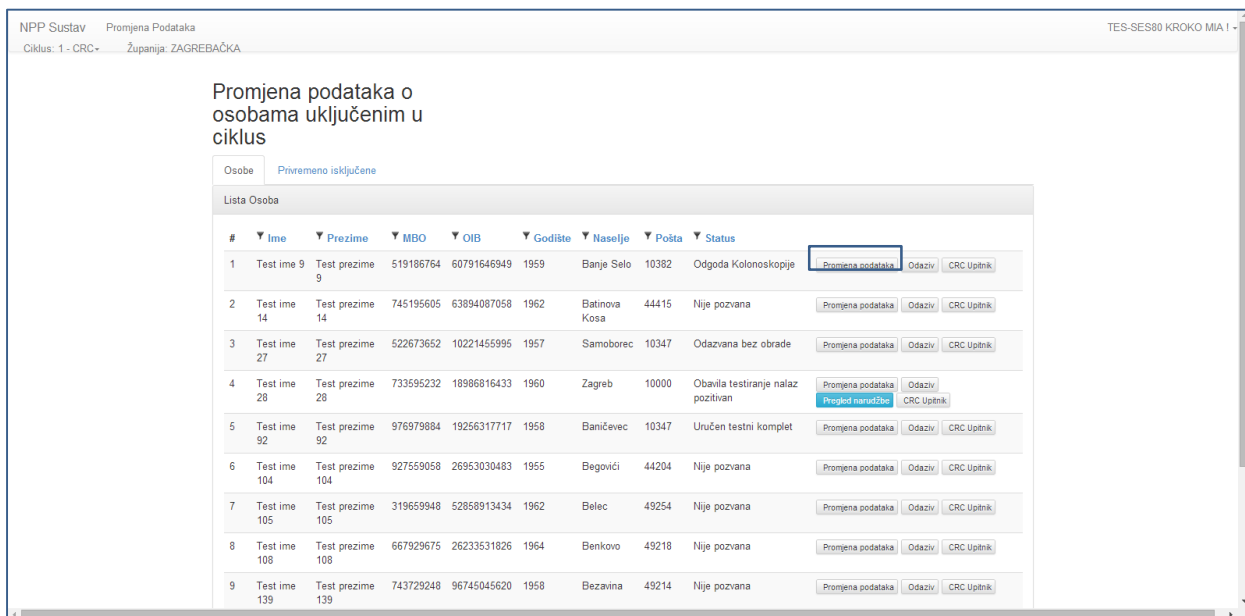 NPP Sustav Promjena Podataka TES-SES80 KROKO MIA !
Ciklus: 1 - CRC Županija: ZAGREBAČKA
Promjena podataka o
osobama uključenim u
ciklus
Osobe Privremeno isključene
Lista Osoba
# Ime Prezime MBO OIB Godište Naselje Pošta Status
1 Test ime 9 Test prezime 519186764 60791646949 1959 Banje Selo 10382 Odgoda Kolonoskopije Promjena podataka Odaziv CRC Upitnik
9
2 Test ime Test prezime 745195605 63894087058 1962 Batinova 44415 Nije pozvana Promjena podataka Odaziv CRC Upitnik
14 14 Kosa
3 Test ime Test prezime 522673652 10221455995 1957 Samoborec 10347 Odazvana bez obrade Promjena podataka Odaziv CRC Upitnik
27 27
4 Test ime Test prezime 733595232 18986816433 1960 Zagreb 10000 Obavila testiranje nalaz Promjena podataka Odaziv
28 28 pozitivan Pregled narudžbe CRC Upitnik
5 Test ime Test prezime 976979884 19256317717 1958 Baničevec 10347 Uručen testni komplet Promjena podataka Odaziv CRC Upitnik
92 92
6 Test ime Test prezime 927559058 26953030483 1955 Begovići 44204 Nije pozvana Promjena podataka Odaziv CRC Upitnik
104 104
7 Test ime Test prezime 319659948 52858913434 1962 Belec 49254 Nije pozvana Promjena podataka Odaziv CRC Upitnik
105 105
8 Test ime Test prezime 667929675 26233531826 1964 Benkovo 49218 Nije pozvana Promjena podataka Odaziv CRC Upitnik
108 108
9 Test ime Test prezime 743729248 96745045620 1958 Bezavina 49214 Nije pozvana Promjena podataka Odaziv CRC Upitnik
139 139